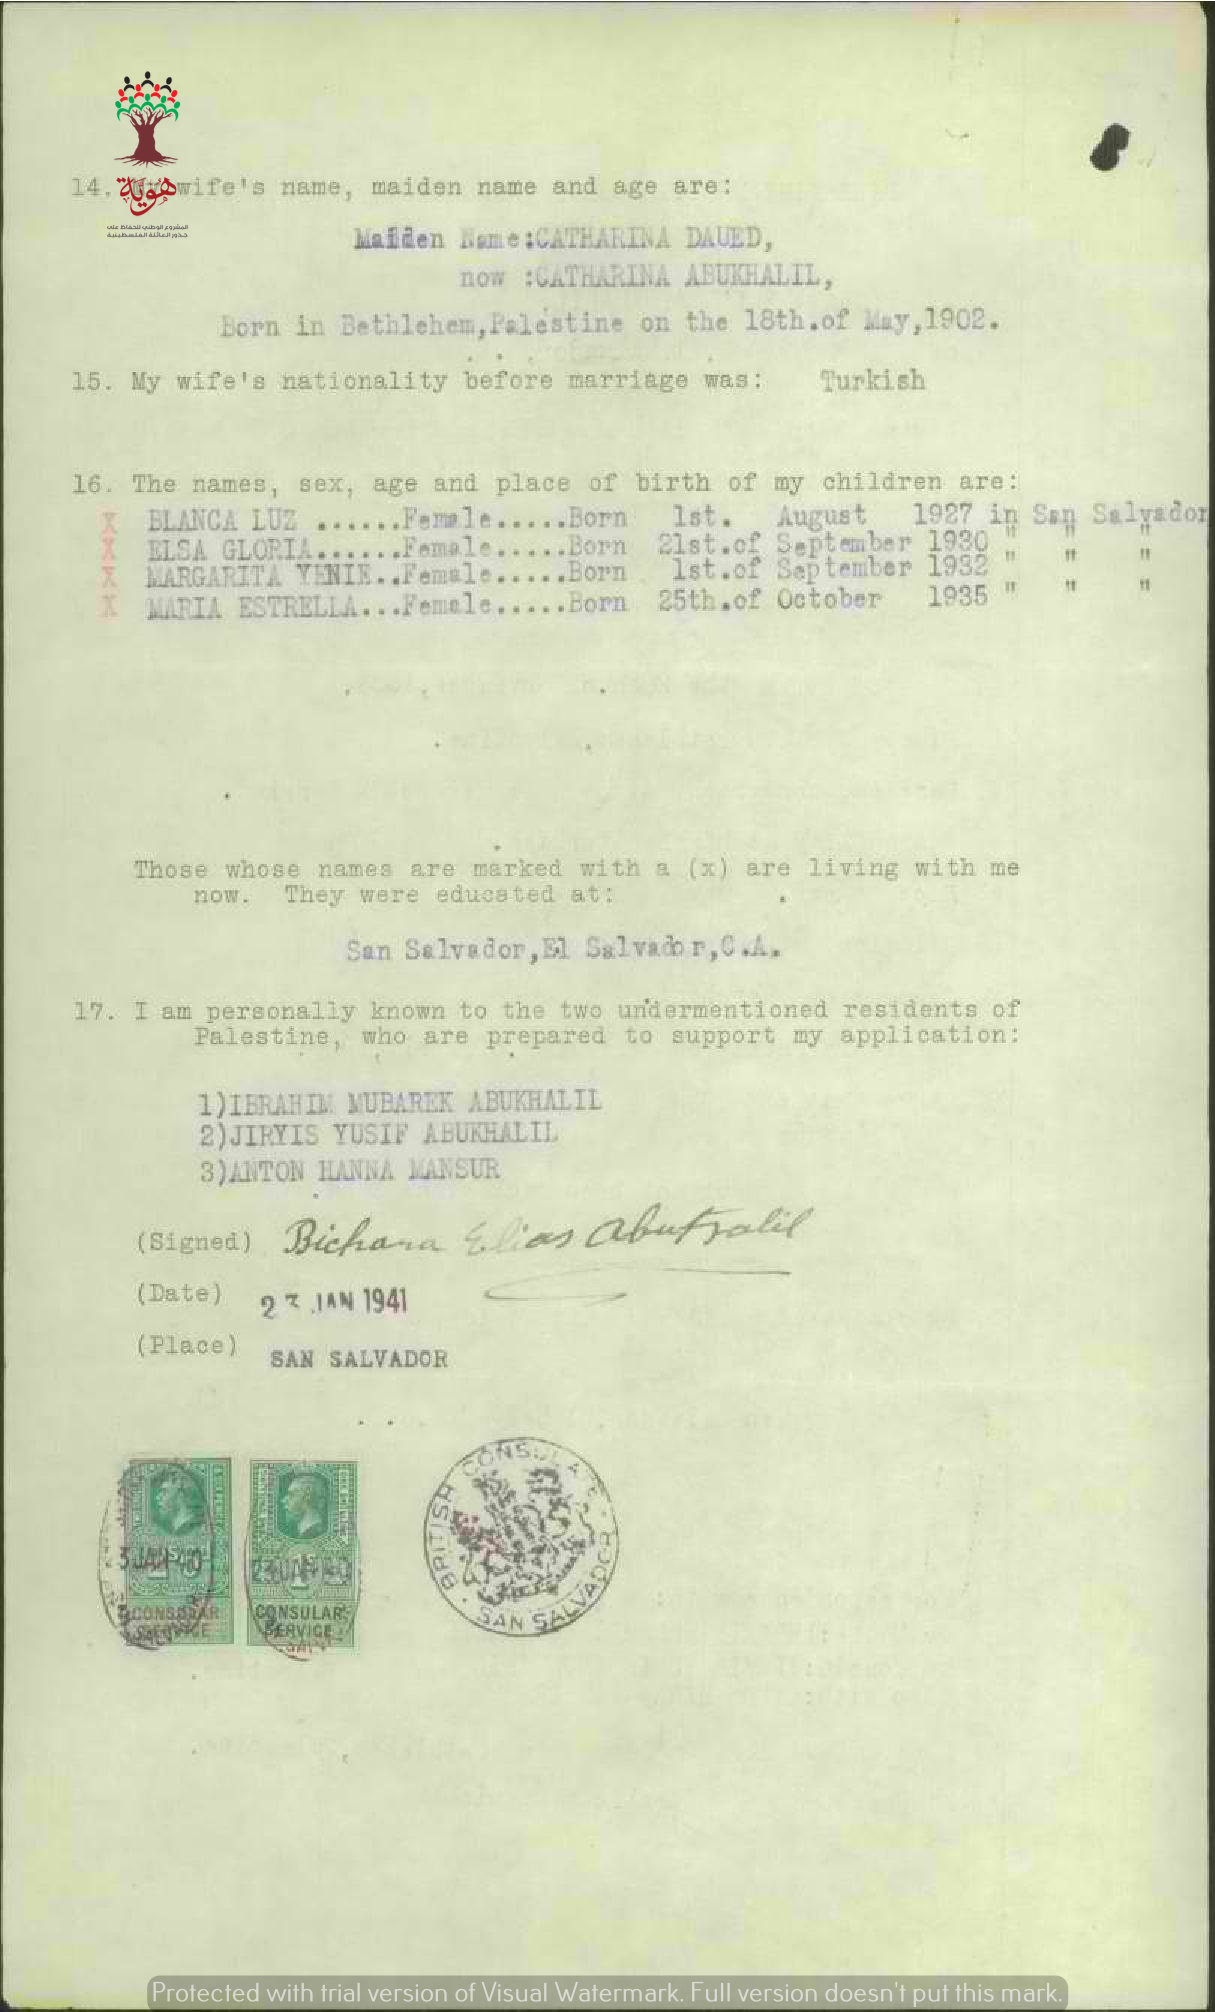 هوية
المشروع الوطني للحفاظ على
جذور العائلة الفلسطينية
14. My wife's name, maiden name and age are:
Maiden Name:CATHARINA DAUED,
now :CATHARINA ABUKHALIL,
Born in Bethlehem,Palestine on the 18th.of May,1902.
15. My wife's nationality before marriage was: Turkish
16. The names, sex, age and place of birth of my children are:
X BLANCA LUZ ......Female.....Born 1st. August 1927 in San Salvador
X ELSA GLORIA......Female.....Born 21st.of September 1930 " " "
X MARGARITA YENIE..Female.....Born 1st.of September 1932 " " "
X MARIA ESTRELLA...Female.....Born 25th.of October 1935 " " "
Those whose names are marked with a (x) are living with me
now. They were educated at:
San Salvador,El Salvador,C.A.
17. I am personally known to the two undermentioned residents of
Palestine, who are prepared to support my application:
1)IBRAHIM MUBAREK ABUKHALIL
2)JIRYIS YUSIF ABUKHALIL
3)ANTON HANNA MANSUR
(Signed) Bichara Elias Abukhalil
(Date) 23 JAN 1941
(Place) SAN SALVADOR
CONSULAR SERVICE
CONSULAR SERVICE
BRITISH CONSULATE
SAN SALVADOR
Protected with trial version of Visual Watermark. Full version doesn't put this mark.